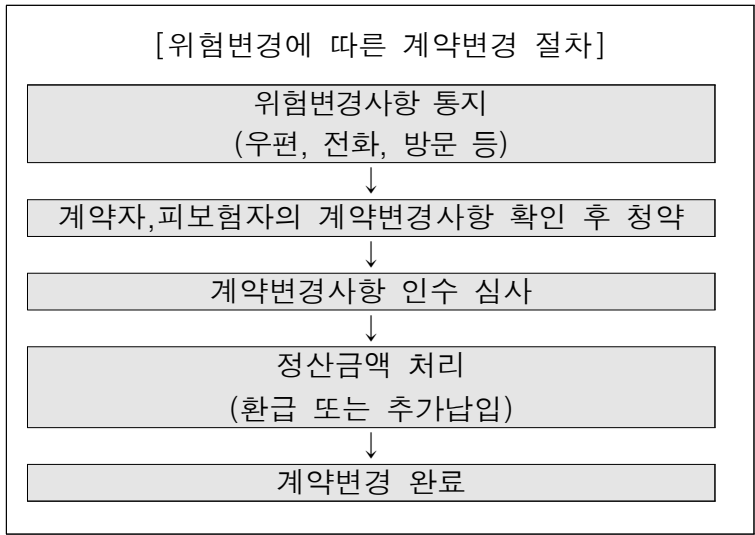 [위험변경에 따른 계약변경 절차]
위험변경사항 통지
(우편, 전화, 방문 등)
↓
계약자,피보험자의 계약변경사항 확인 후 청약
↓
계약변경사항 인수 심사
↓
정산금액 처리
(환급 또는 추가납입)
↓
계약변경 완료